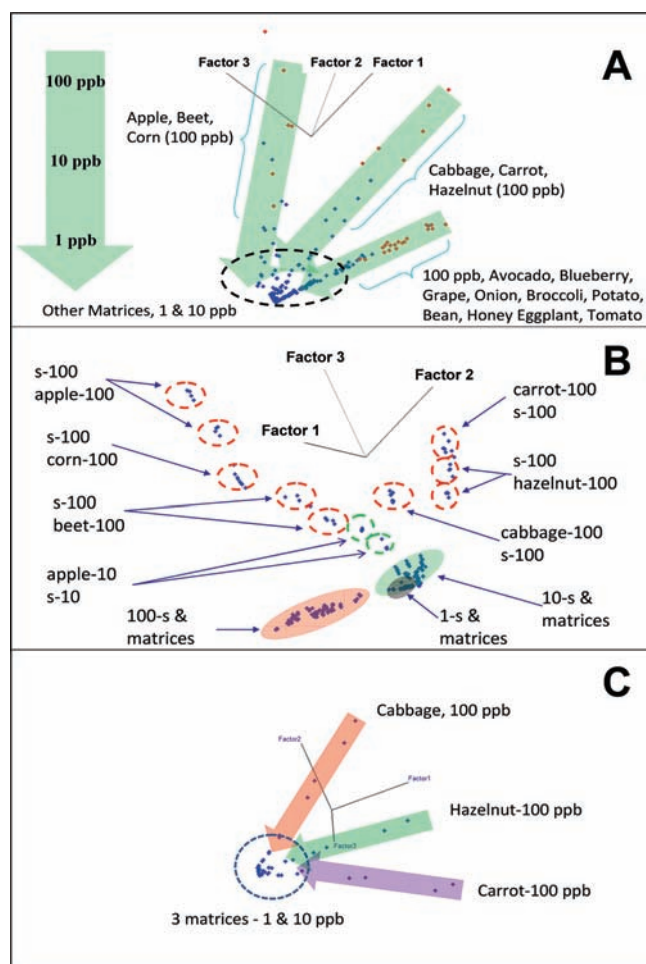 A
100 ppb
10 ppb
1 ppb
Factor 3
Factor 2
Factor 1
Apple, Beet,
Corn (100 ppb)
Cabbage, Carrot,
Hazelnut (100 ppb)
100 ppb, Avocado, Blueberry,
Grape, Onion, Broccoli, Potato,
Bean, Honey Eggplant, Tomato
Other Matrices, 1 & 10 ppb
B
Factor 3
Factor 2
Factor 1
s-100
apple-100
s-100
corn-100
s-100
beet-100
apple-10
s-10
100-s &
matrices
carrot-100
s-100
s-100
hazelnut-100
cabbage-100
s-100
10-s &
matrices
1-s &
matrices
C
Cabbage, 100 ppb
Factor2
Factor1
Factor3
Hazelnut-100 ppb
Carrot-100 ppb
3 matrices - 1 & 10 ppb